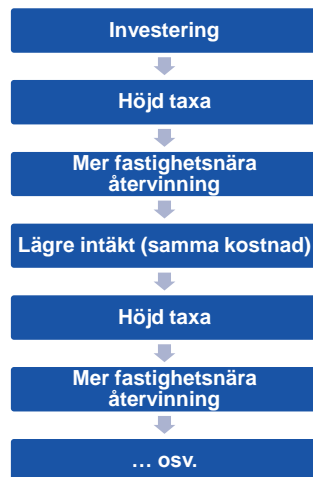 Investering
Höjd taxa
Mer fastighetsnära
återvinning
Lägre intäkt (samma kostnad)
Höjd taxa
Mer fastighetsnära
återvinning
... osv.